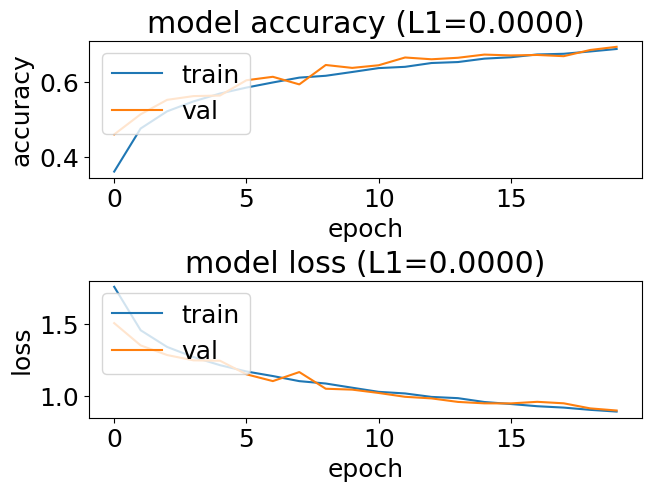 model accuracy (L1=0.0000)
train
val
accuracy
0.6
0.4
0 5 10 15
epoch
model loss (L1=0.0000)
train
val
loss
1.5
1.0
0 5 10 15
epoch